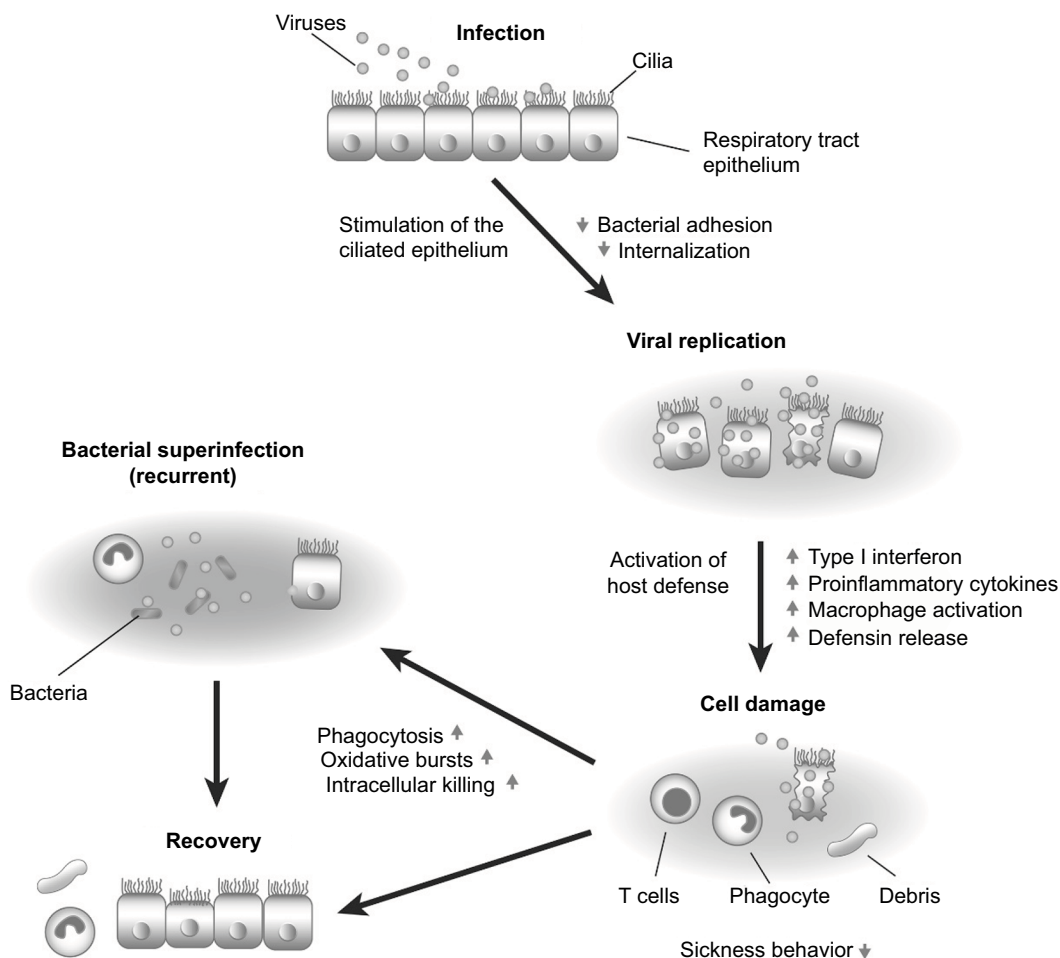 Viruses
Infection
Cilia
Respiratory tract
epithelium
Stimulation of the
ciliated epithelium
Bacterial adhesion
Internalization
Viral replication
Bacterial superinfection
(recurrent)
Activation of
host defense
Type I interferon
Proinflammatory cytokines
Macrophage activation
Defensin release
Bacteria
Cell damage
Phagocytosis
Oxidative bursts
Intracellular killing
Recovery
T cells
Phagocyte
Debris
Sickness behavior